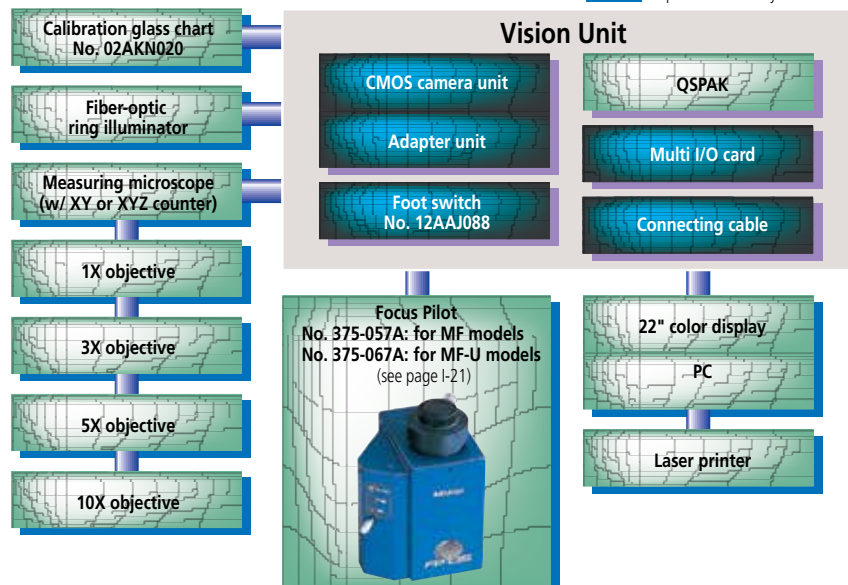 Calibration glass chart
No. 02AKN020
Fiber-optic
ring illuminator
Measuring microscope
(w/ XY or XYZ counter)
1X objective
3X objective
5X objective
10X objective
Vision Unit
CMOS camera unit
Adapter unit
Foot switch
No. 12AAJ088
QSPAK
Multi I/O card
Connecting cable
Focus Pilot
No. 375-057A: for MF models
No. 375-067A: for MF-U models
(see page I-21)
22" color display
PC
Laser printer